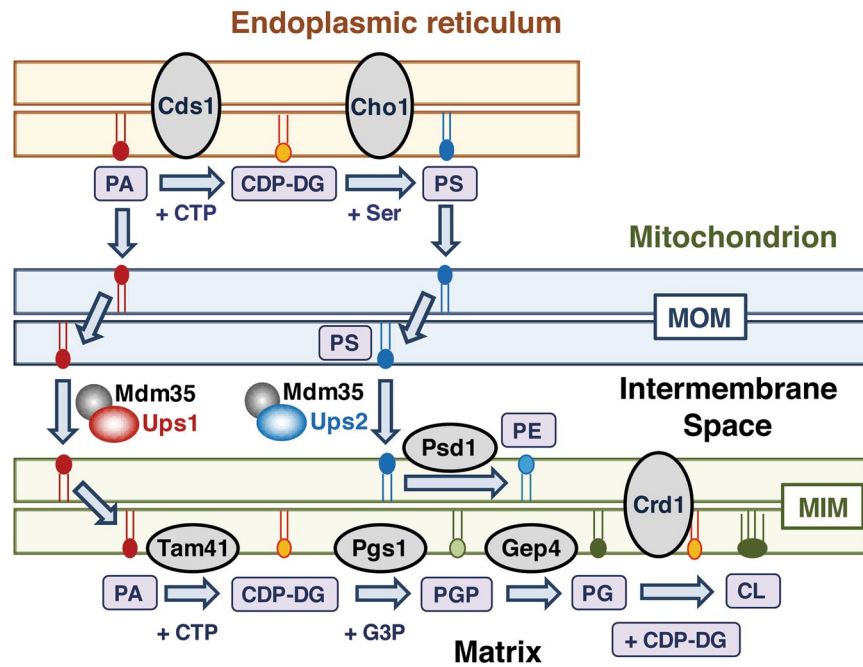 Endoplasmic reticulum
Cds1
Cho1
PA
CDP-DG
PS
+ CTP
+ Ser
Mitochondrion
MOM
PS
Mdm35
Ups1
Mdm35
Ups2
Intermembrane
Space
Psd1
PE
Crd1
MIM
Tam41
Pgs1
Gep4
PA
CDP-DG
PGP
PG
CL
+ CTP
+ G3P
+ CDP-DG
Matrix